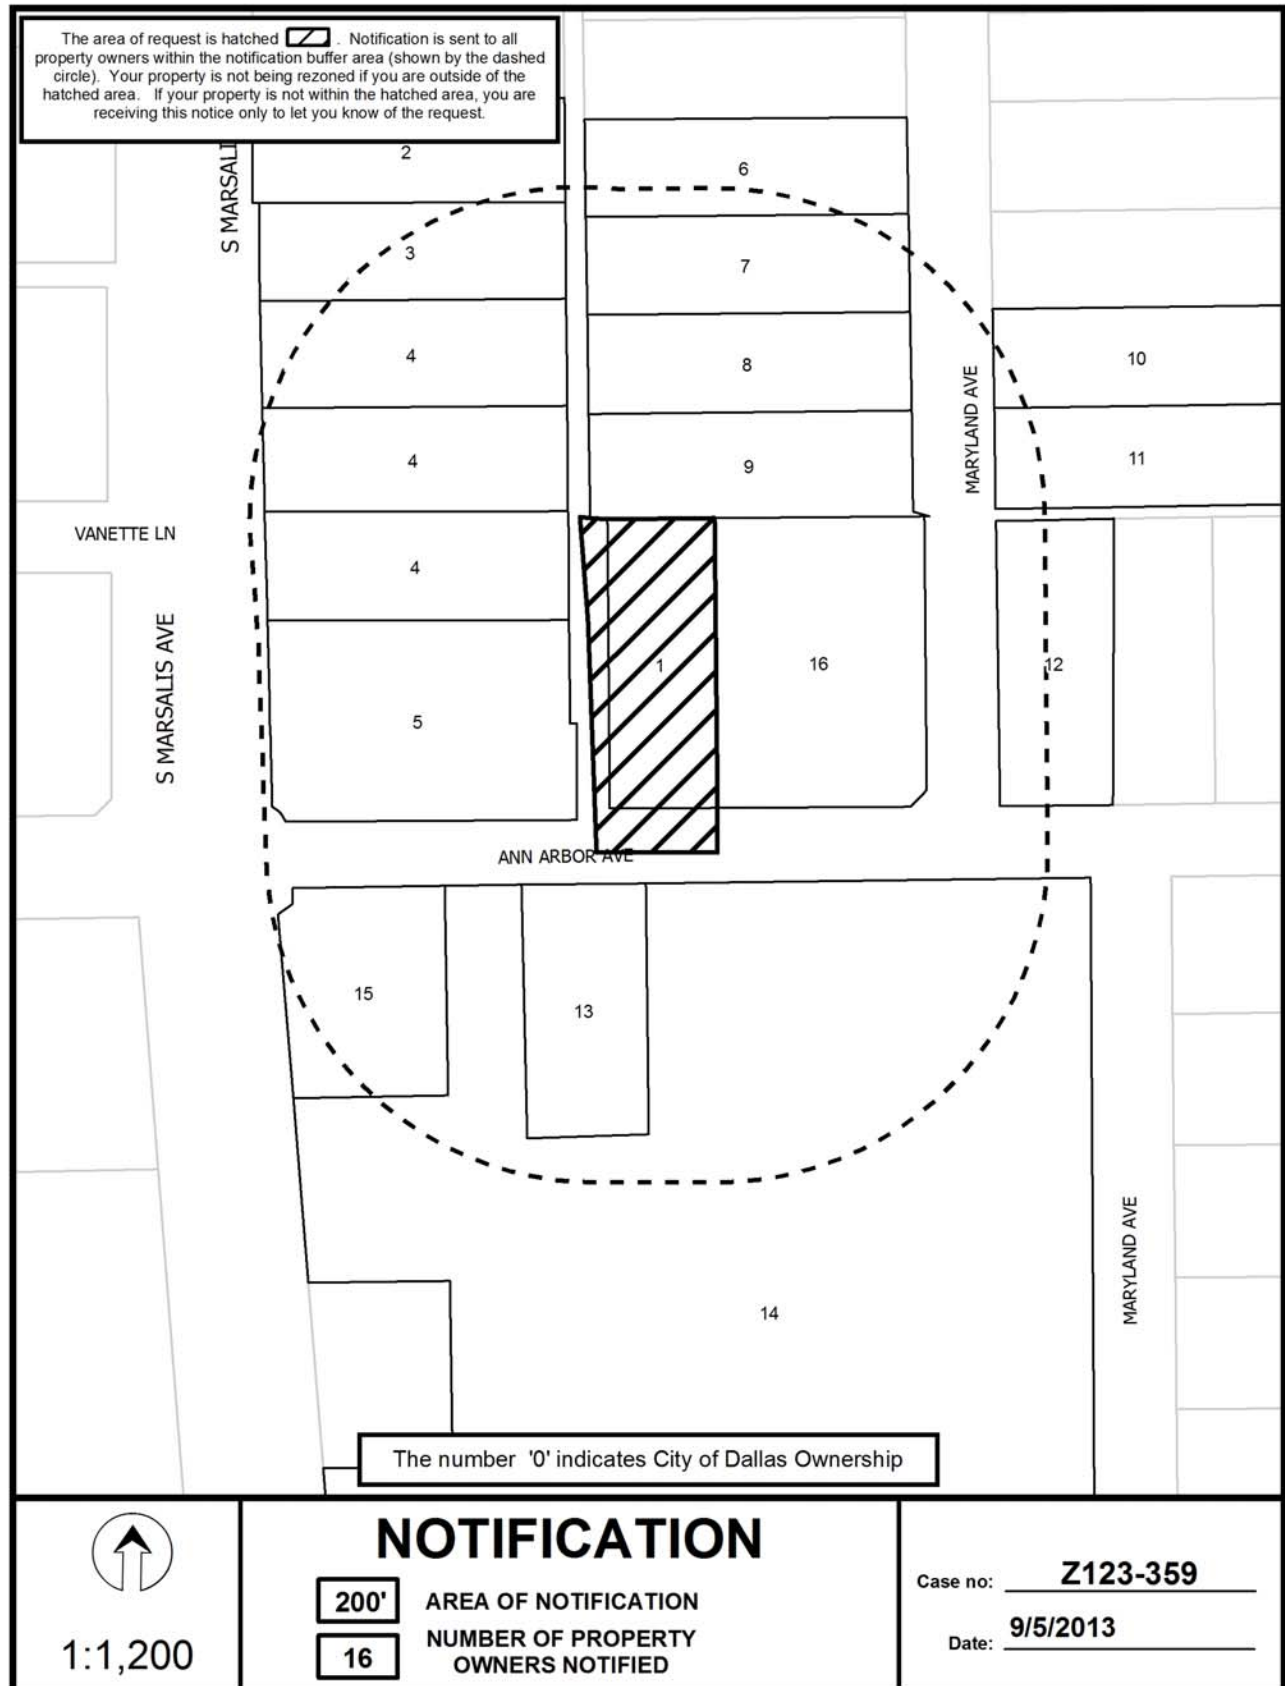 The area of request is hatched . Notification is sent to all
property owners within the notification buffer area (shown by the dashed
circle). Your property is not being rezoned if you are outside of the
hatched area. If your property is not within the hatched area, you are
receiving this notice only to let you know of the request.
2
6
S MARSALI
3
7
4
8
10
MARYLAND AVE
4
9
11
VANETTE LN
4
S MARSALIS AVE
1
16
12
5
ANN ARBOR AVE
15
13
MARYLAND AVE
14
The number '0' indicates City of Dallas Ownership
1:1,200
NOTIFICATION
200' AREA OF NOTIFICATION
16 NUMBER OF PROPERTY
OWNERS NOTIFIED
Case no: Z123-359
Date: 9/5/2013